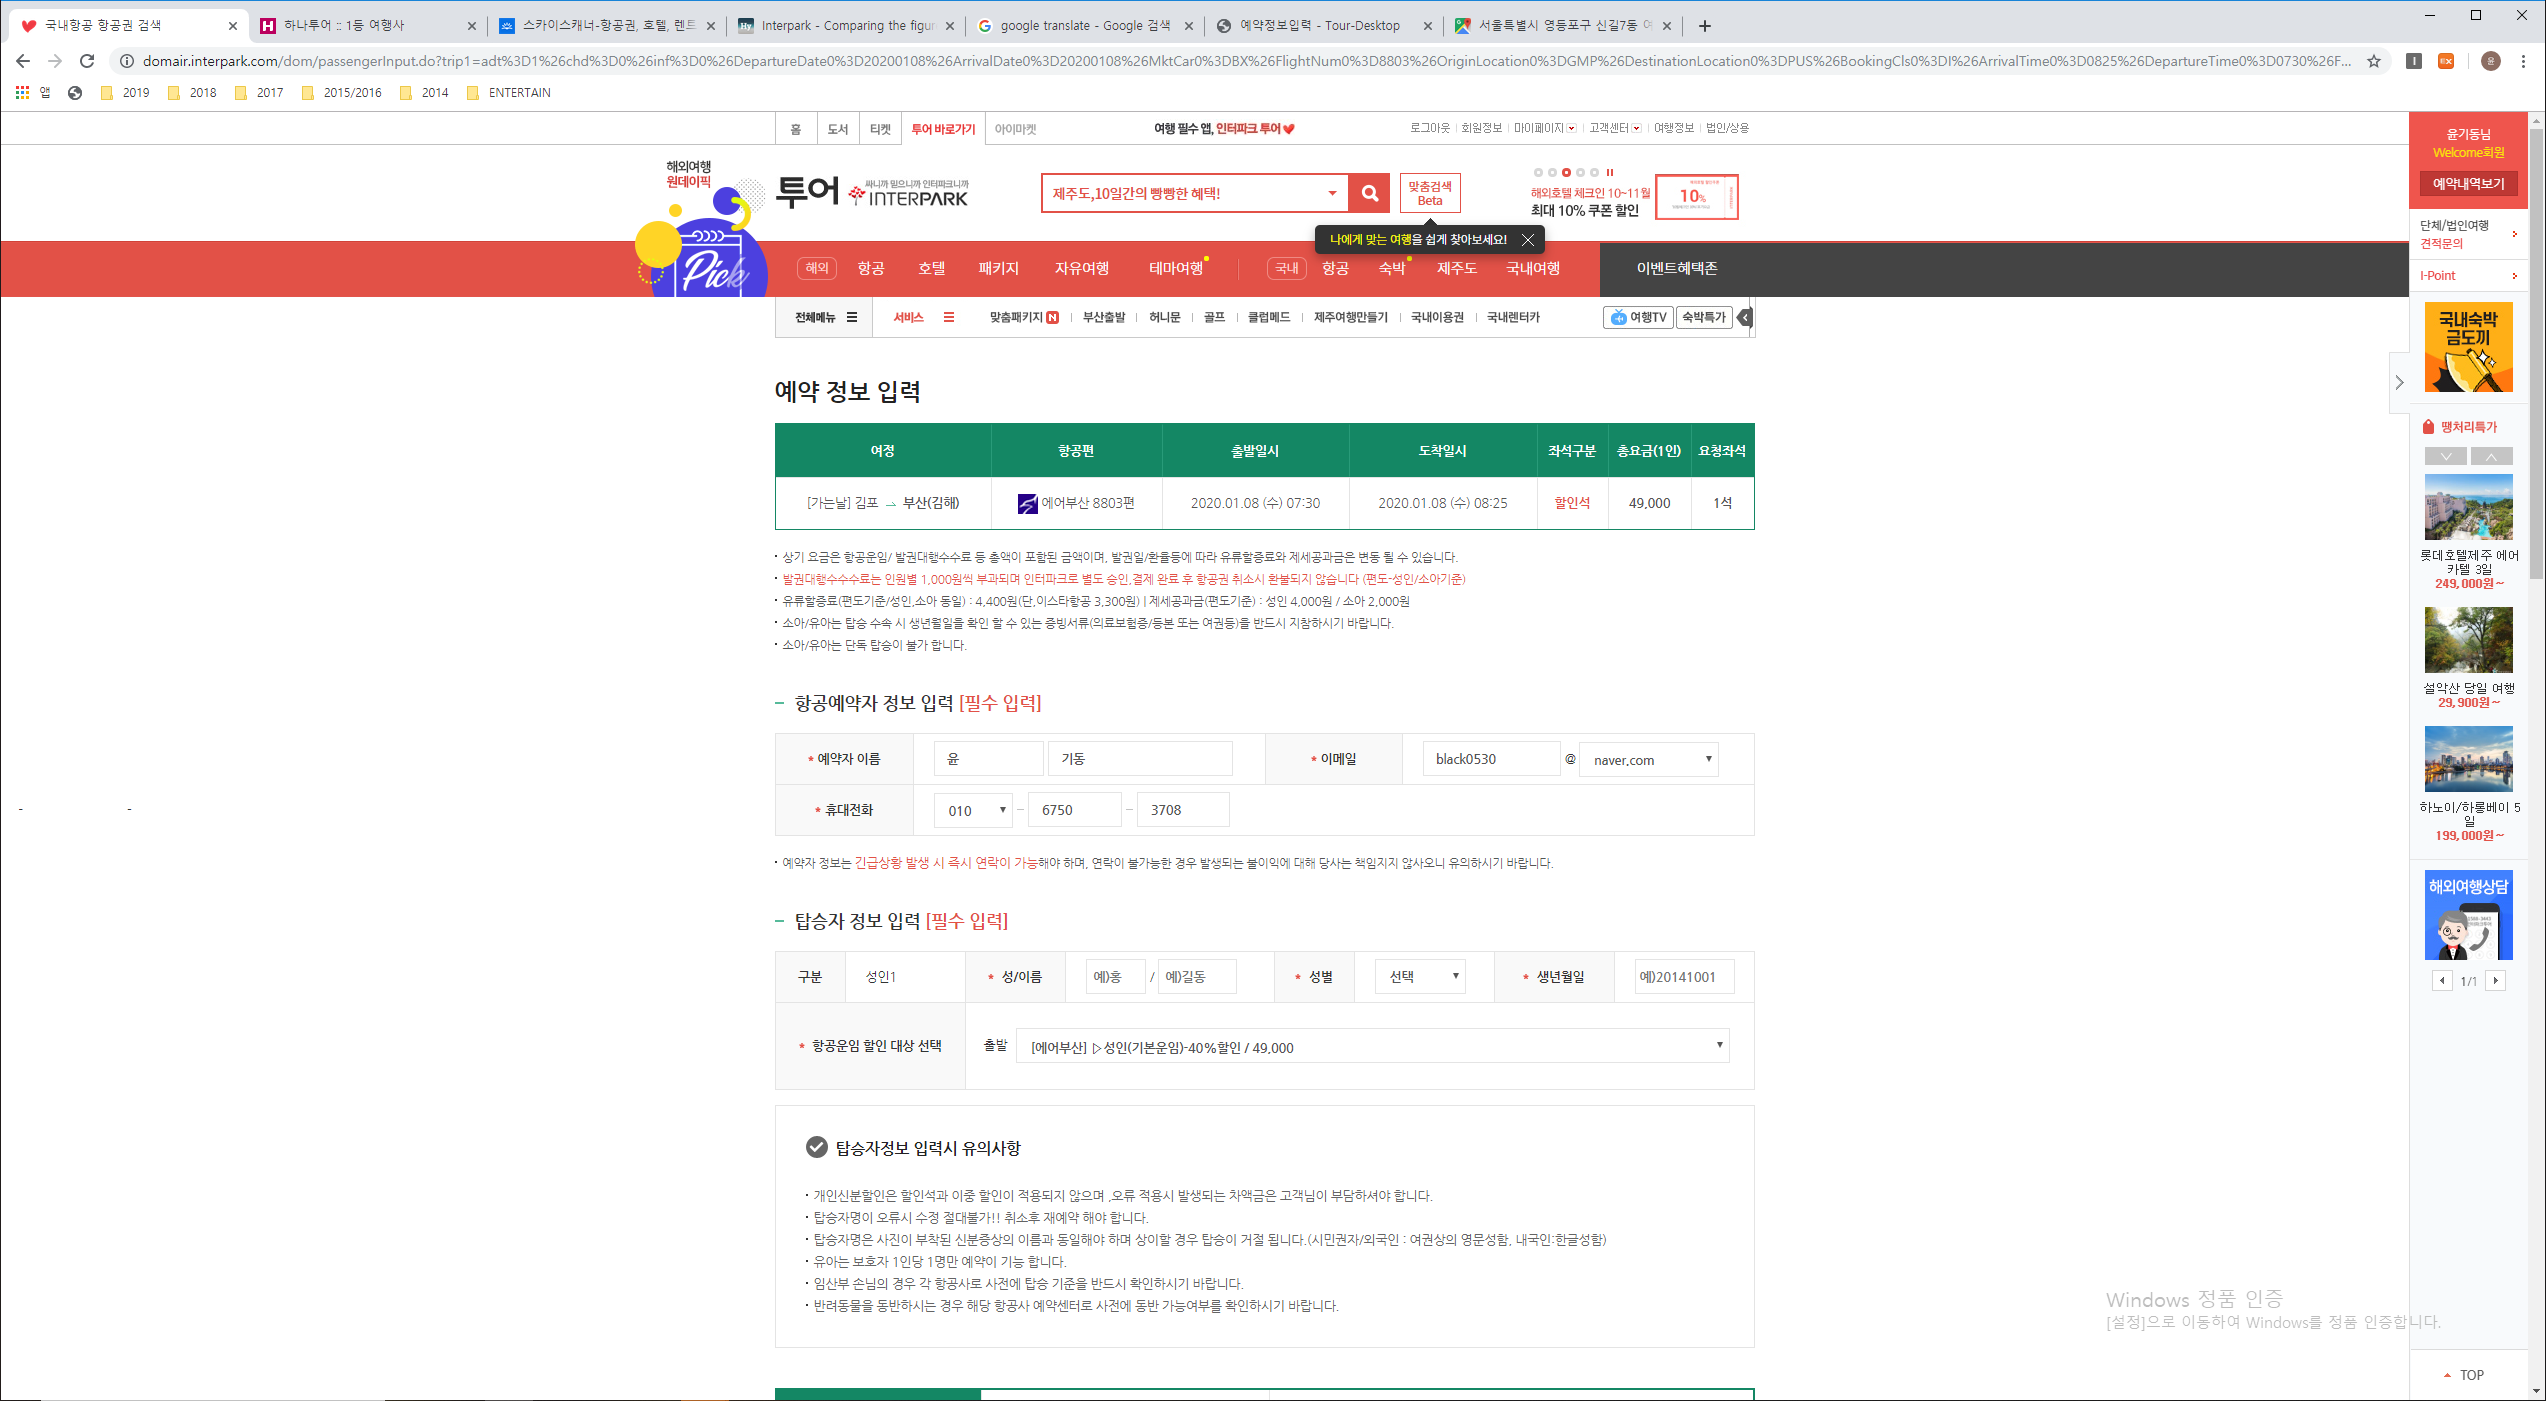 국내항공 항공권 검색
하나투어 :: 1등 여행사
스카이스캐너-항공권, 호텔, 렌트
Interpark - Comparing the figur
google translate - Google 검색
예약정보입력 - Tour-Desktop
서울특별시 영등포구 신길7동 여
domair.interpark.com/dom/passengerInput.do?trip1=adt%3D1%26chd%3D0%26inf%3D0%26DepartureDate0%3D20200108%26ArrivalDate0%3D20200108%26MktCar0%3DBX%26FlightNum0%3D8803%26OriginLocation0%3DGMP%26DestinationLocation0%3DPUS%26BookingCls0%3DI%26ArrivalTime0%3D0825%26DepartureTime0%3D0730%26F...
앱 2019 2018 2017 2015/2016 2014 ENTERTAIN
홈 도서 티켓 투어 바로가기 아이마켓
여행 필수 앱, 인터파크 투어
로그아웃 회원정보 마이페이지 고객센터 여행정보 법인/상용
해외여행
원데이픽
Pick
투어
싸니까 믿으니까 인터파크니까
INTERPARK
제주도,10일간의 빵빵한 혜택!
맞춤검색
Beta
해외호텔 체크인 10~11월
최대 10% 쿠폰 할인
10%
나에게 맞는 여행을 쉽게 찾아보세요!
해외 항공 호텔 패키지 자유여행 테마여행
국내 항공 숙박 제주도 국내여행
이벤트혜택존
전체메뉴 서비스 맞춤패키지 N 부산출발 허니문 골프 클럽메드 제주여행만들기 국내이용권 국내렌터카 여행TV 숙박특가
예약 정보 입력
여정 항공편 출발일시 도착일시 좌석구분 총요금(1인) 요청좌석
[가는날] 김포 → 부산(김해) 에어부산 8803편 2020.01.08 (수) 07:30 2020.01.08 (수) 08:25 할인석 49,000 1석
· 상기 요금은 항공운임/ 발권대행수수료 등 총액이 포함된 금액이며, 발권일/환율등에 따라 유류할증료와 제세공과금은 변동 될 수 있습니다.
· 발권대행수수수료는 인원별 1,000원씩 부과되며 인터파크로 별도 승인,결제 완료 후 항공권 취소시 환불되지 않습니다 (편도-성인/소아기준)
· 유류할증료(편도기준/성인,소아 동일) : 4,400원(단,이스타항공 3,300원) | 제세공과금(편도기준) : 성인 4,000원 / 소아 2,000원
· 소아/유아는 탑승 수속 시 생년월일을 확인 할 수 있는 증빙서류(의료보험증/등본 또는 여권등)을 반드시 지참하시기 바랍니다.
· 소아/유아는 단독 탑승이 불가 합니다.
항공예약자 정보 입력 [필수 입력]
* 예약자 이름 윤 기동 * 이메일 black0530 @ naver.com
* 휴대전화 010 - 6750 - 3708
· 예약자 정보는 긴급상황 발생 시 즉시 연락이 가능해야 하며, 연락이 불가능한 경우 발생되는 불이익에 대해 당사는 책임지지 않사오니 유의하시기 바랍니다.
탑승자 정보 입력 [필수 입력]
구분 성인1 * 성/이름 예)홍 / 예)길동 * 성별 선택 * 생년월일 예)20141001
* 항공운임 할인 대상 선택 출발 [에어부산] ▷성인(기본운임)-40%할인 / 49,000
탑승자정보 입력시 유의사항
· 개인신분할인은 할인석과 이중 할인이 적용되지 않으며 ,오류 적용시 발생되는 차액금은 고객님이 부담하셔야 합니다.
· 탑승자명이 오류시 수정 절대불가!! 취소후 재예약 해야 합니다.
· 탑승자명은 사진이 부착된 신분증상의 이름과 동일해야 하며 상이할 경우 탑승이 거절 됩니다.(시민권자/외국인 : 여권상의 영문성함, 내국인:한글성함)
· 유아는 보호자 1인당 1명만 예약이 기능 합니다.
· 임산부 손님의 경우 각 항공사로 사전에 탑승 기준을 반드시 확인하시기 바랍니다.
· 반려동물을 동반하시는 경우 해당 항공사 예약센터로 사전에 동반 가능여부를 확인하시기 바랍니다.
윤기동님
Welcome회원
예약내역보기
단체/법인여행
견적문의
I-Point
국내숙박
금도끼
땡처리특가
롯데호텔제주 에어
카텔 3일
249,000원~
설악산 당일 여행
29,900원~
하노이/하롱베이 5
일
199,000원~
해외여행상담
1/1
Windows 정품 인증
[설정]으로 이동하여 Windows를 정품 인증합니다.
TOP